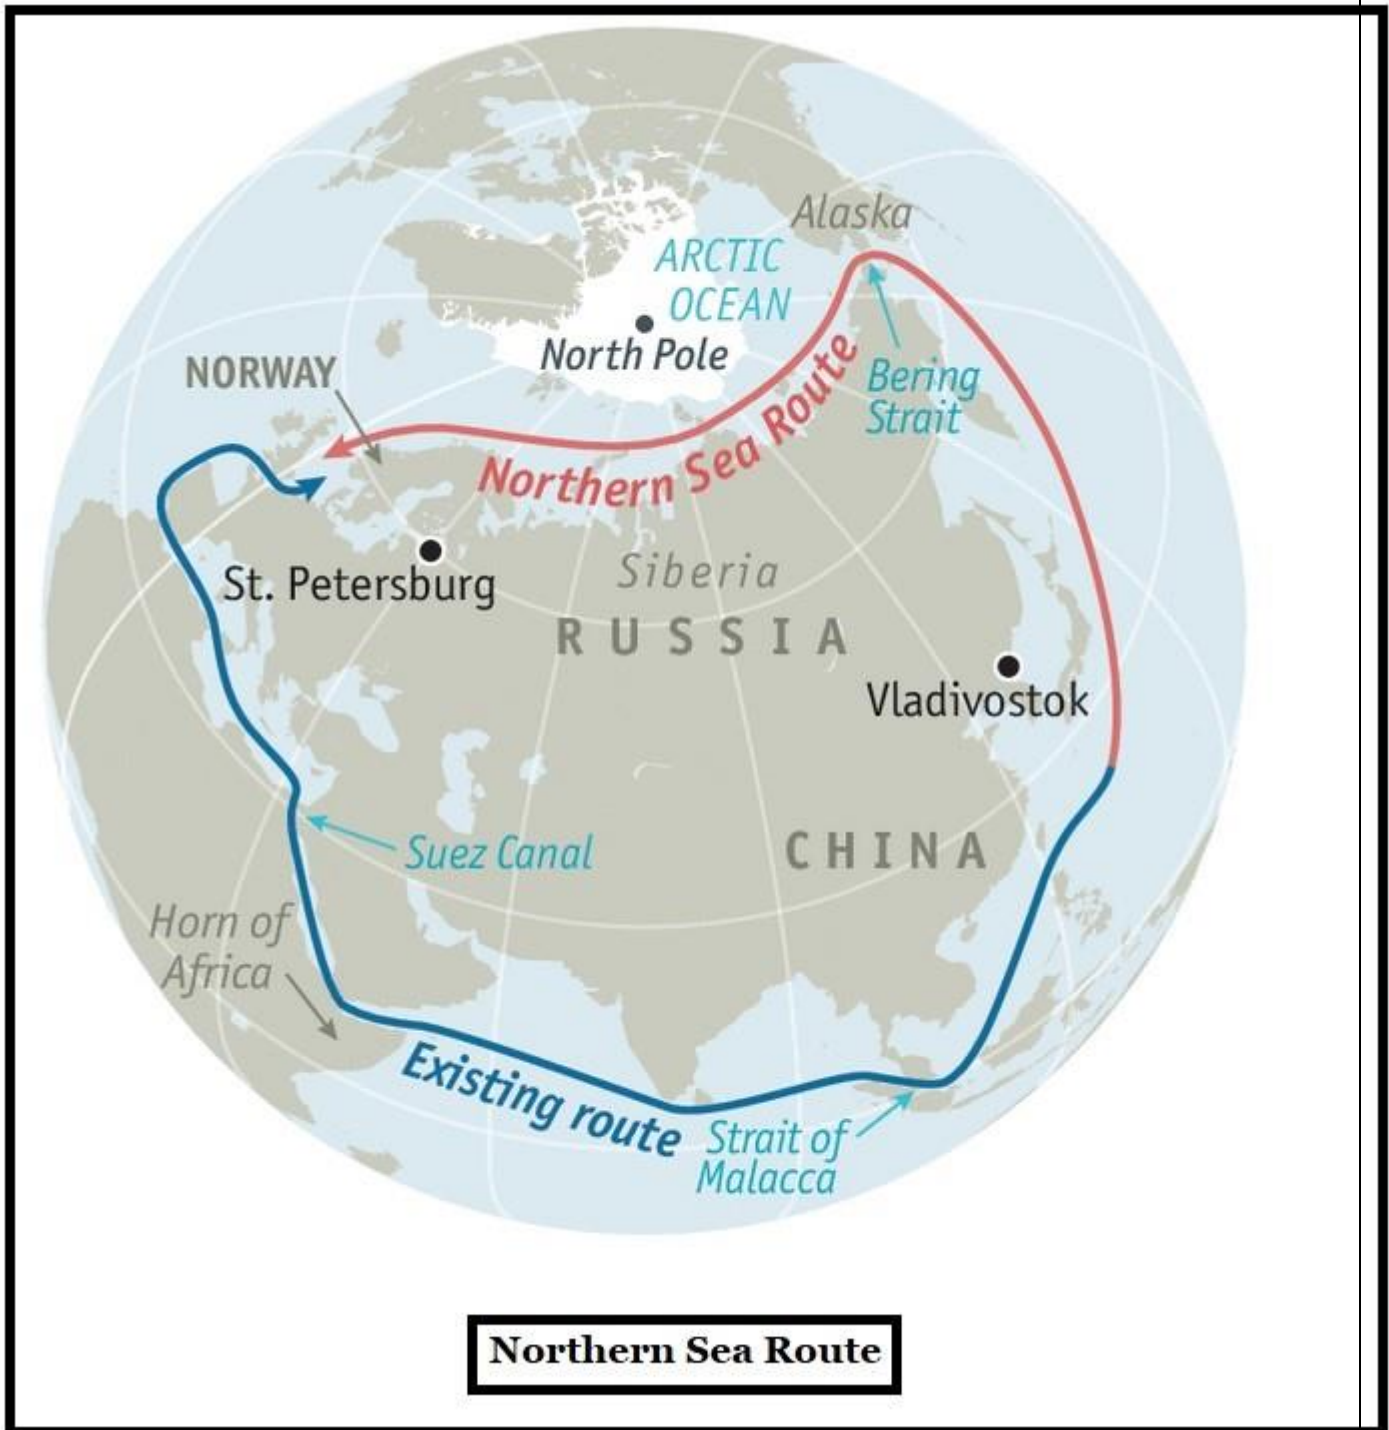 Alaska
ARCTIC
OCEAN
North Pole
NORWAY
Bering
Strait
Northern Sea Route
St. Petersburg
Siberia
RUSSIA
Vladivostok
Suez Canal
CHINA
Horn of
Africa
Existing route
Strait of
Malacca
Northern Sea Route